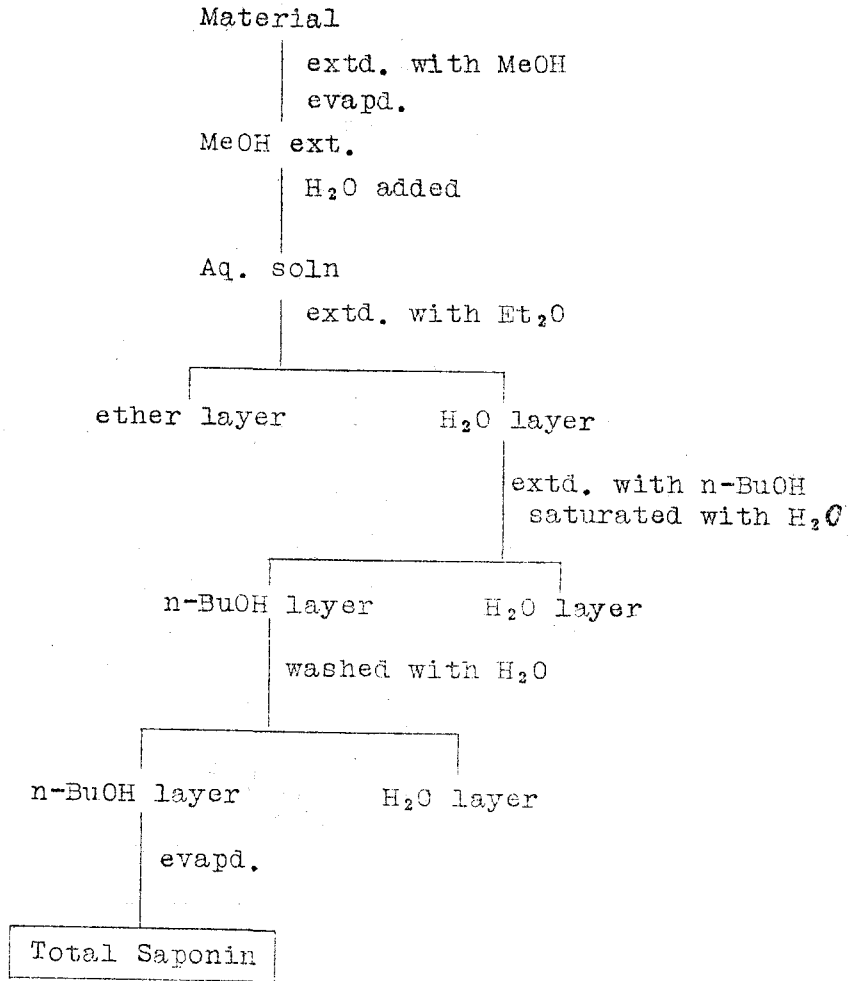 Material
extd. with MeOH
evapd.
MeOH ext.
H₂O added
Aq. soln
extd. with Et₂O
ether layer
H₂O layer
extd. with n-BuOH
saturated with H₂O
n-BuOH layer
H₂O layer
washed with H₂O
n-BuOH layer
H₂O layer
evapd.
Total Saponin